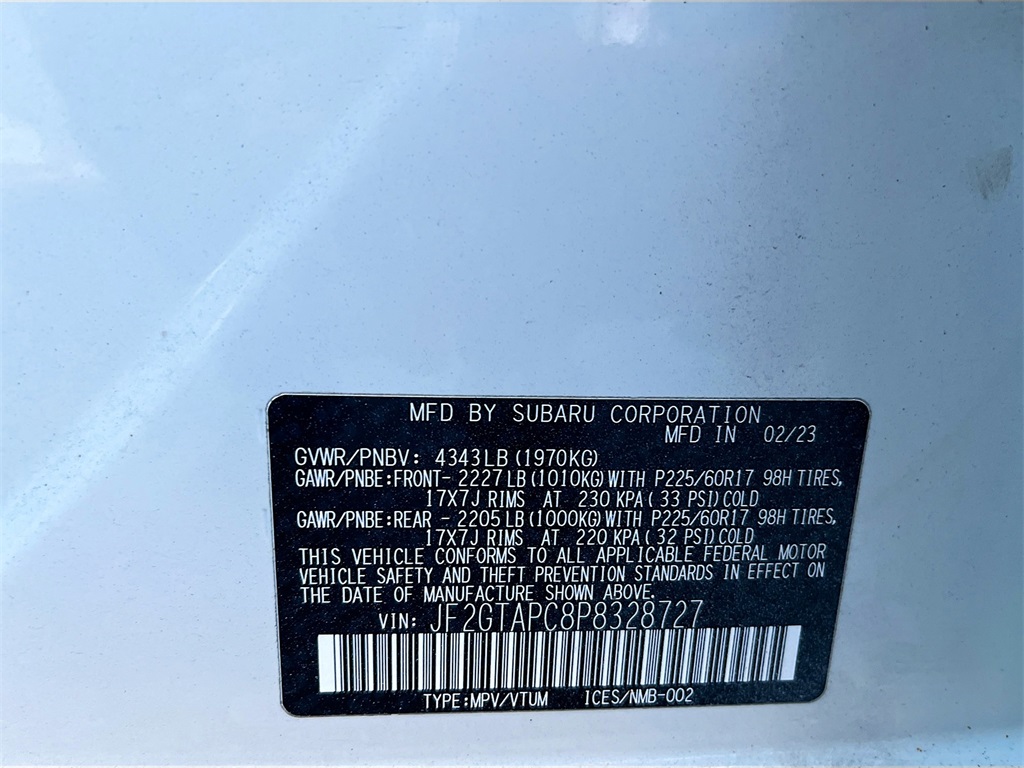 MFD BY SUBARU CORPORATION
MFD IN 02/23
GVWR/PNBV: 4343LB (1970KG)
GAWR/PNBE:FRONT- 2227 LB (1010KG) WITH P225/60R17 98H TIRES,
17X7J RIMS AT 230 KPA ( 33 PSI) COLD
GAWR/PNBE:REAR - 2205 LB (1000KG) WITH P225/60R17 98H TIRES,
17X7J RIMS AT 220 KPA ( 32 PSI) COLD
THIS VEHICLE CONFORMS TO ALL APPLICABLE FEDERAL MOTOR
VEHICLE SAFETY AND THEFT PREVENTION STANDARDS IN EFFECT ON
THE DATE OF MANUFACTURE SHOWN ABOVE.
VIN: JF2GTAPC8P8328727
TYPE:MPV/VTUM ICES/NMB-002